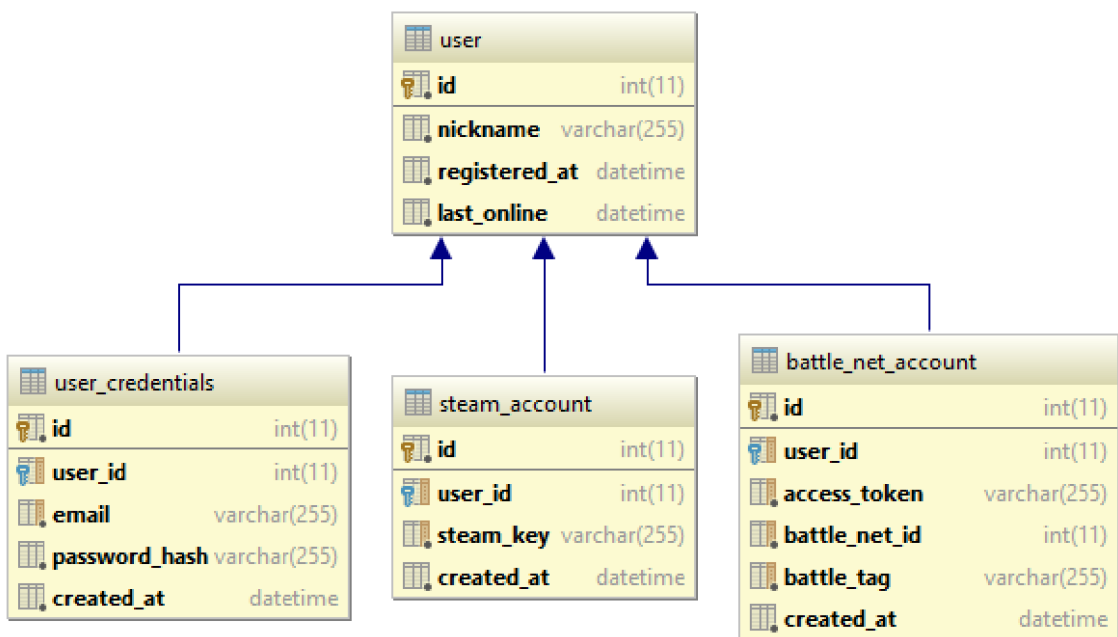 user
id int(11)
nickname varchar(255)
registered_at datetime
last_online datetime
user_credentials
id int(11)
user_id int(11)
email varchar(255)
password_hash varchar(255)
created_at datetime
steam_account
id int(11)
user_id int(11)
steam_key varchar(255)
created_at datetime
battle_net_account
id int(11)
user_id int(11)
access_token varchar(255)
battle_net_id int(11)
battle_tag varchar(255)
created_at datetime